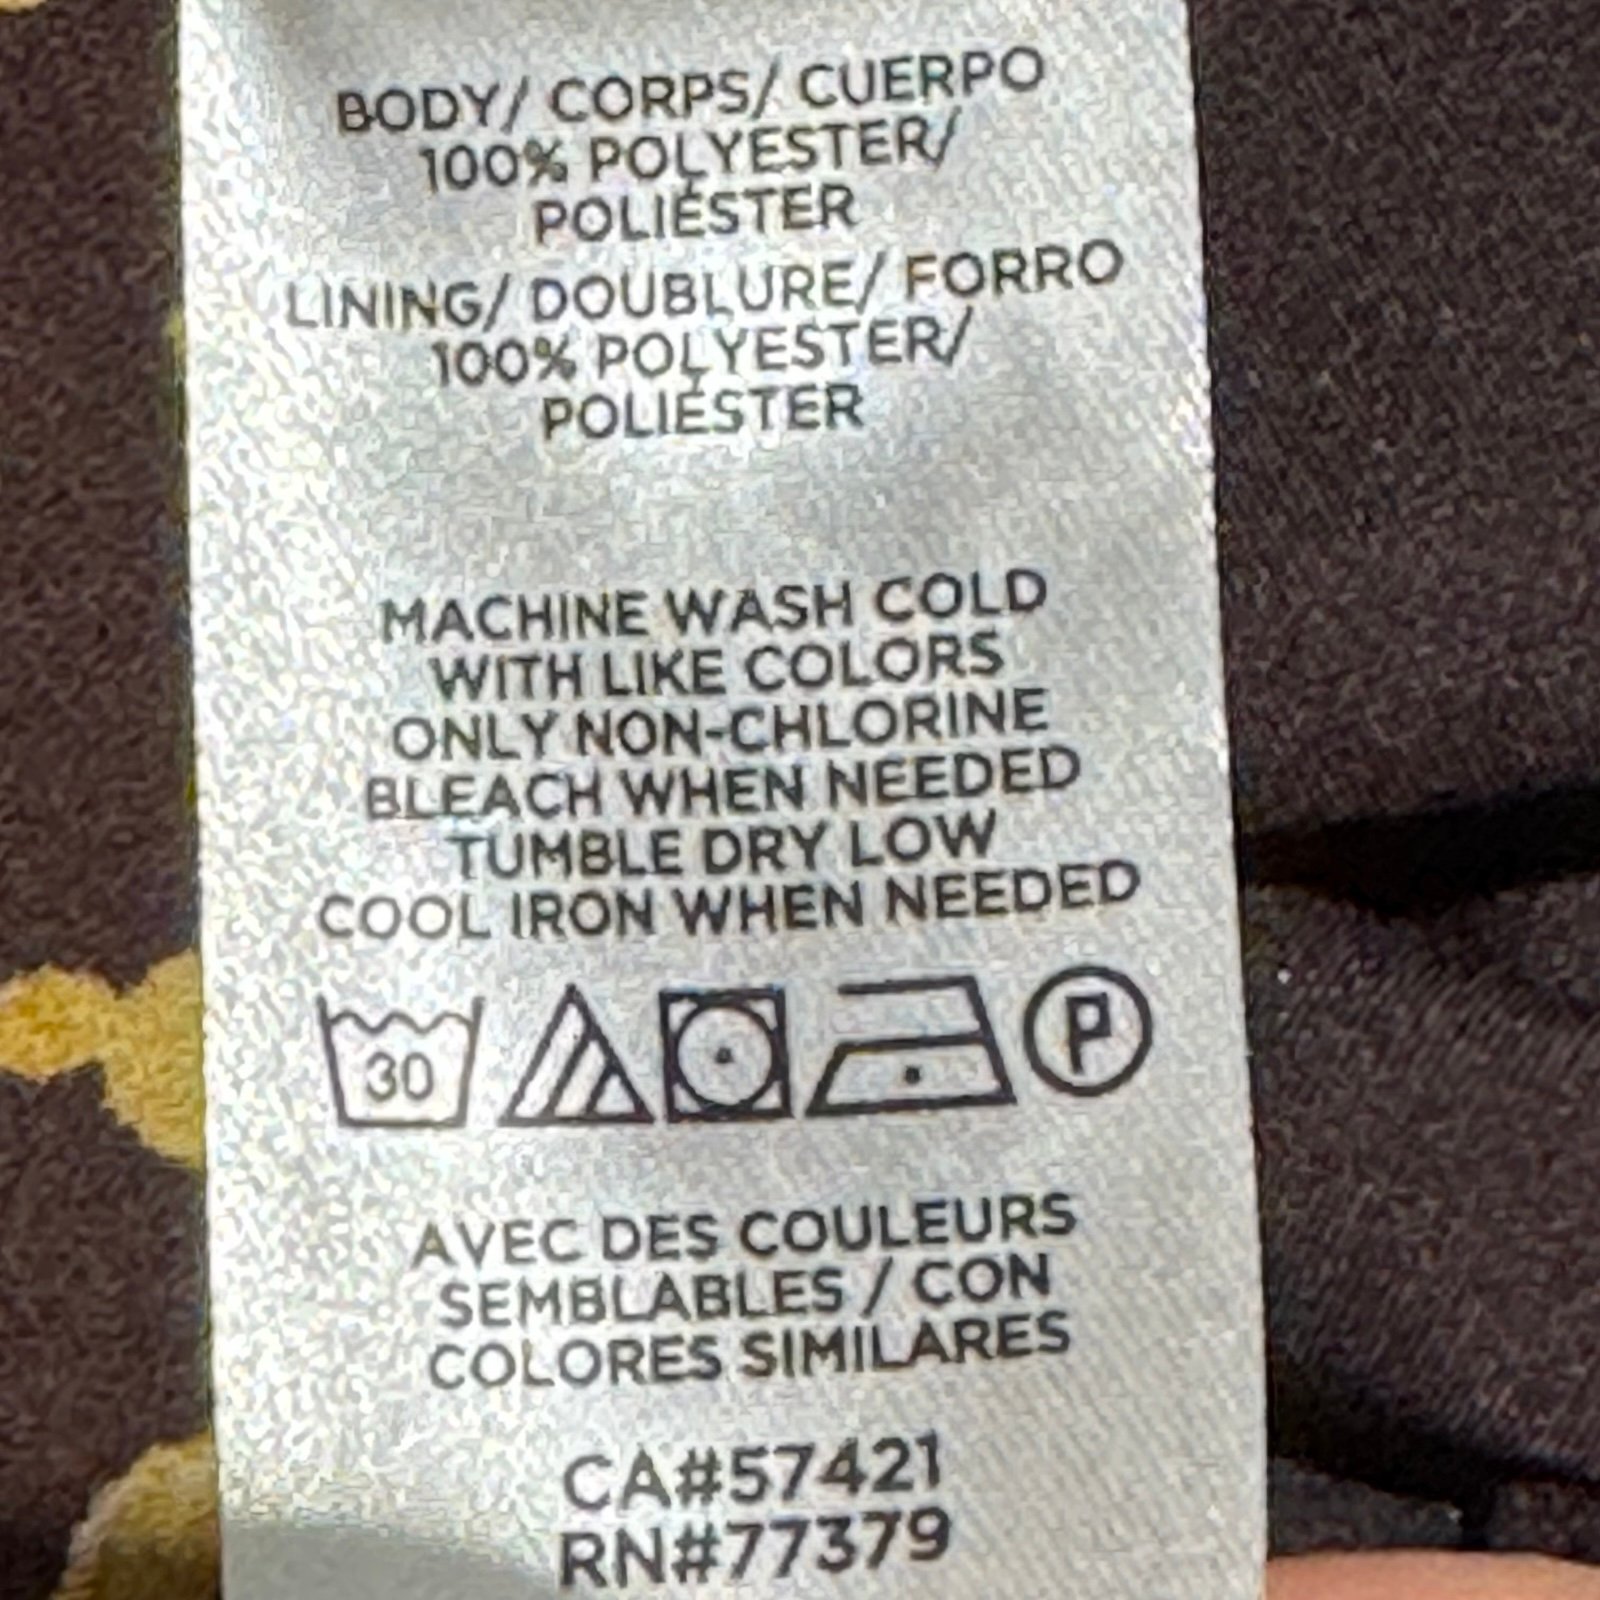 BODY/ CORPS/ CUERPO
100% POLYESTER/
POLIÉSTER
LINING/ DOUBLURE/ FORRO
100% POLYESTER/
POLIÉSTER
MACHINE WASH COLD
WITH LIKE COLORS
ONLY NON-CHLORINE
BLEACH WHEN NEEDED
TUMBLE DRY LOW
COOL IRON WHEN NEEDED
30 P
AVEC DES COULEURS
SEMBLABLES / CON
COLORES SIMILARES
CA#57421
RN#77379